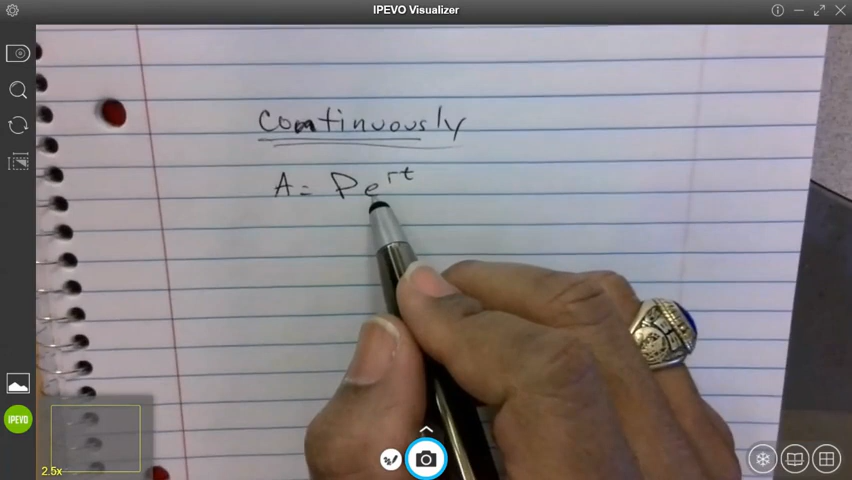 IPEVO Visualizer
Continuously
A = Pe^rt
IPEVO
2.5x